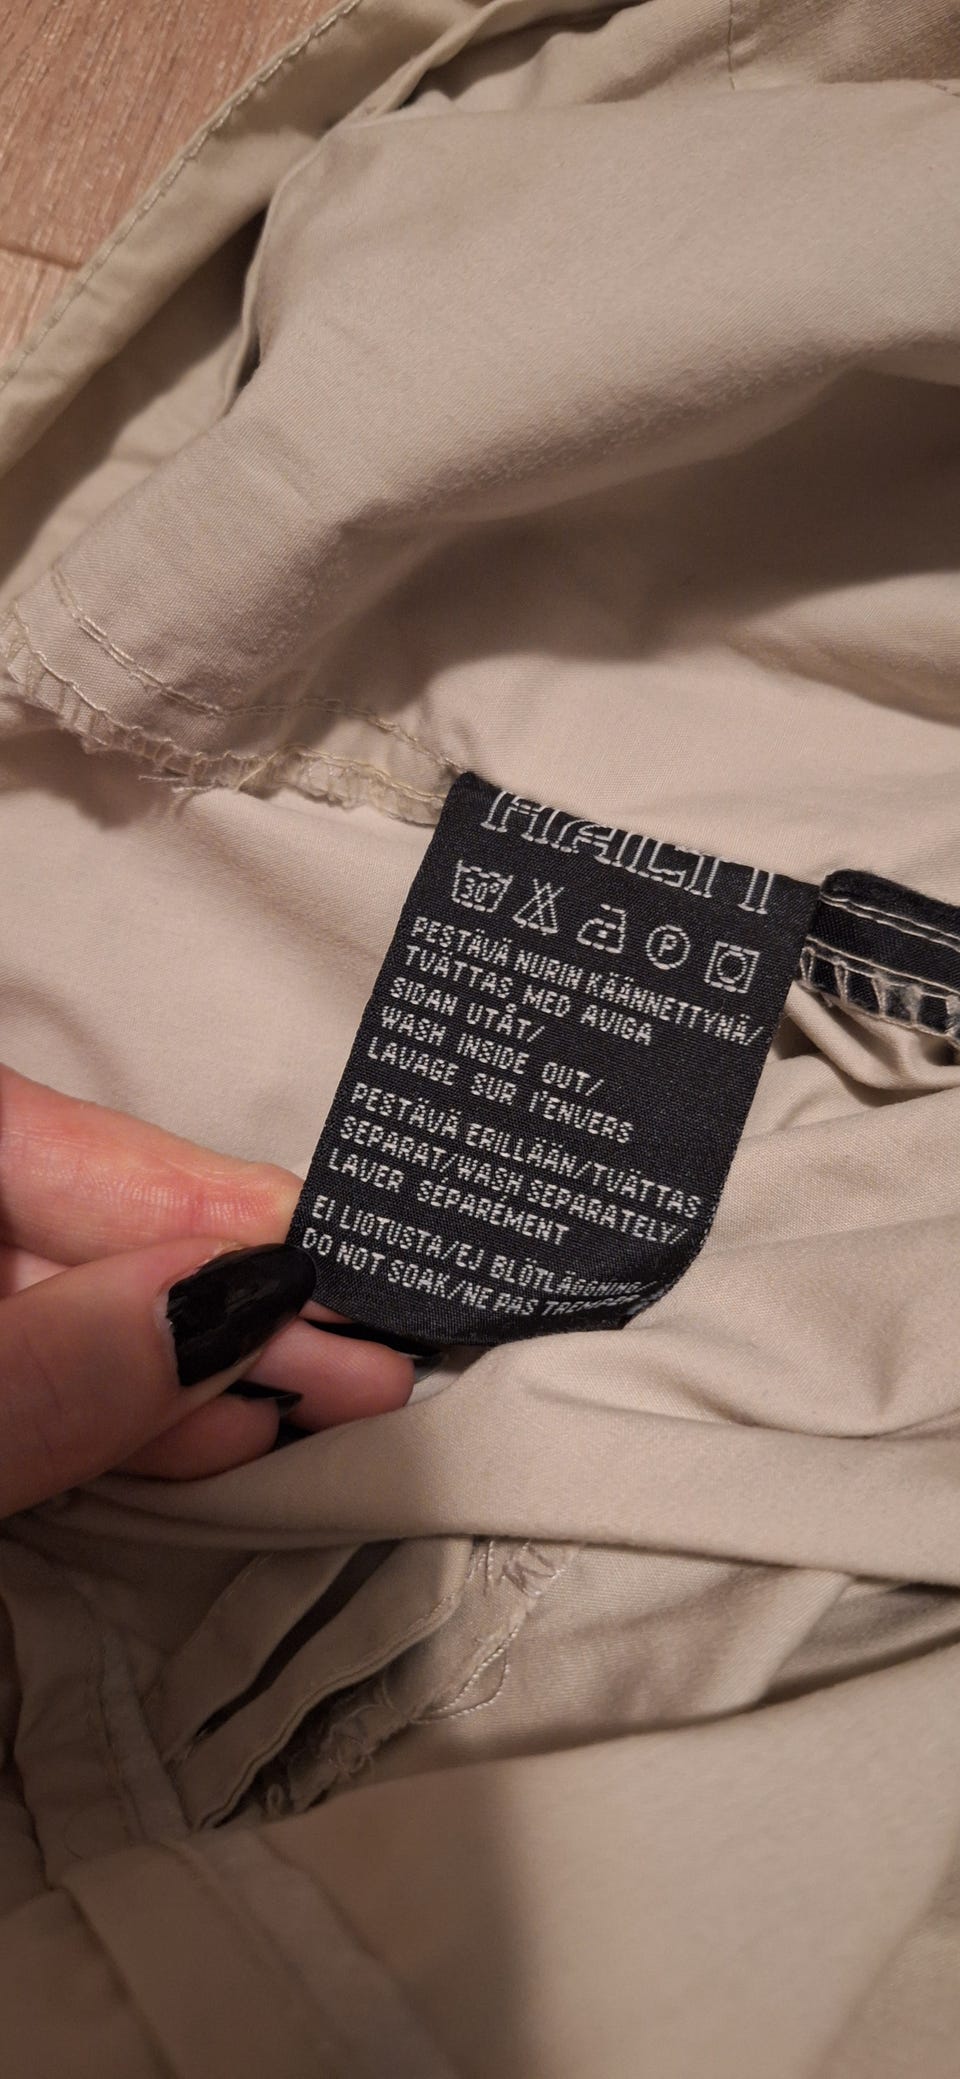 HALTI
30°
P
PESTÄVÄ NURIN KÄÄNNETTYNÄ/
TVÄTTAS MED AVIGA
SIDAN UTÅT/
WASH INSIDE OUT/
LAVAGE SUR l'ENVERS
PESTÄVÄ ERILLÄÄN/TVÄTTAS
SEPARAT/WASH SEPARATELY/
LAVER SEPAREMENT
EI LIOTUSTA/EJ BLÖTLÄGGNING/
DO NOT SOAK/NE PAS